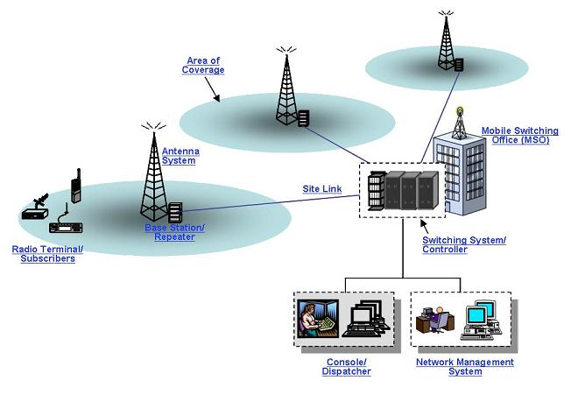 Area of
Coverage
Antenna
System
Mobile Switching
Office (MSO)
Site Link
Base Station/
Repeater
Radio Terminal/
Subscribers
Switching System/
Controller
Console/
Dispatcher
Network Management
System